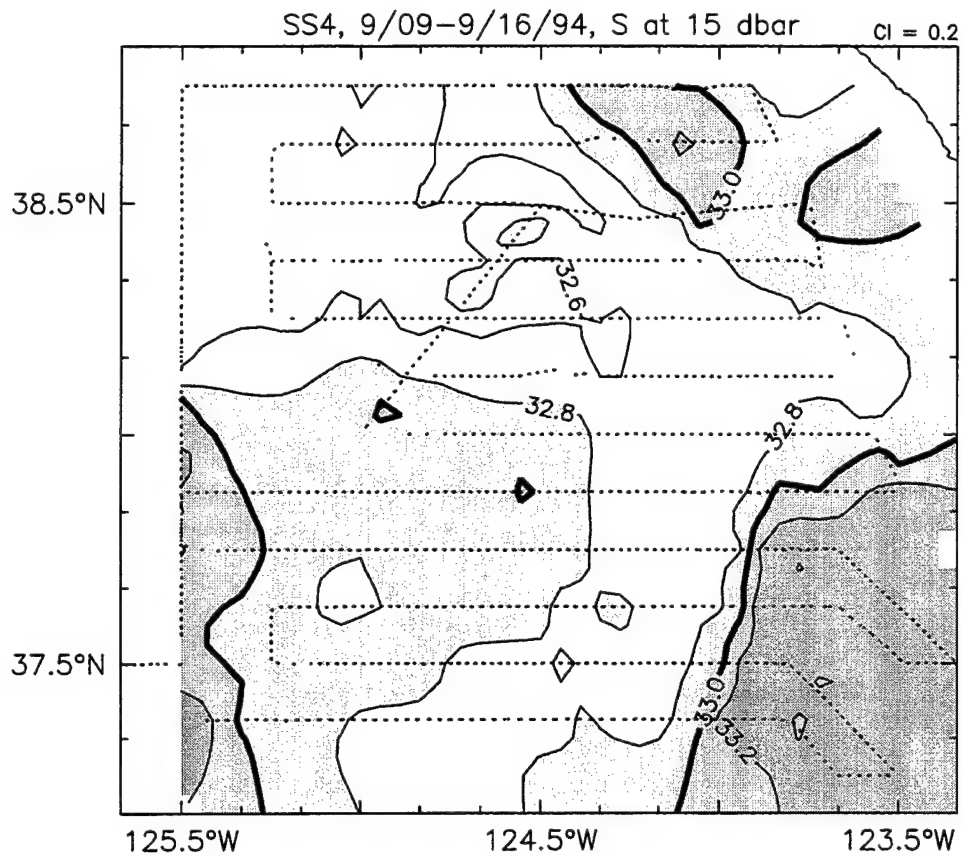 SS4, 9/09-9/16/94, S at 15 dbar
CI = 0.2
38.5°N
33.0
32.6
32.8
32.8
37.5°N
33.0
33.2
125.5°W
124.5°W
123.5°W